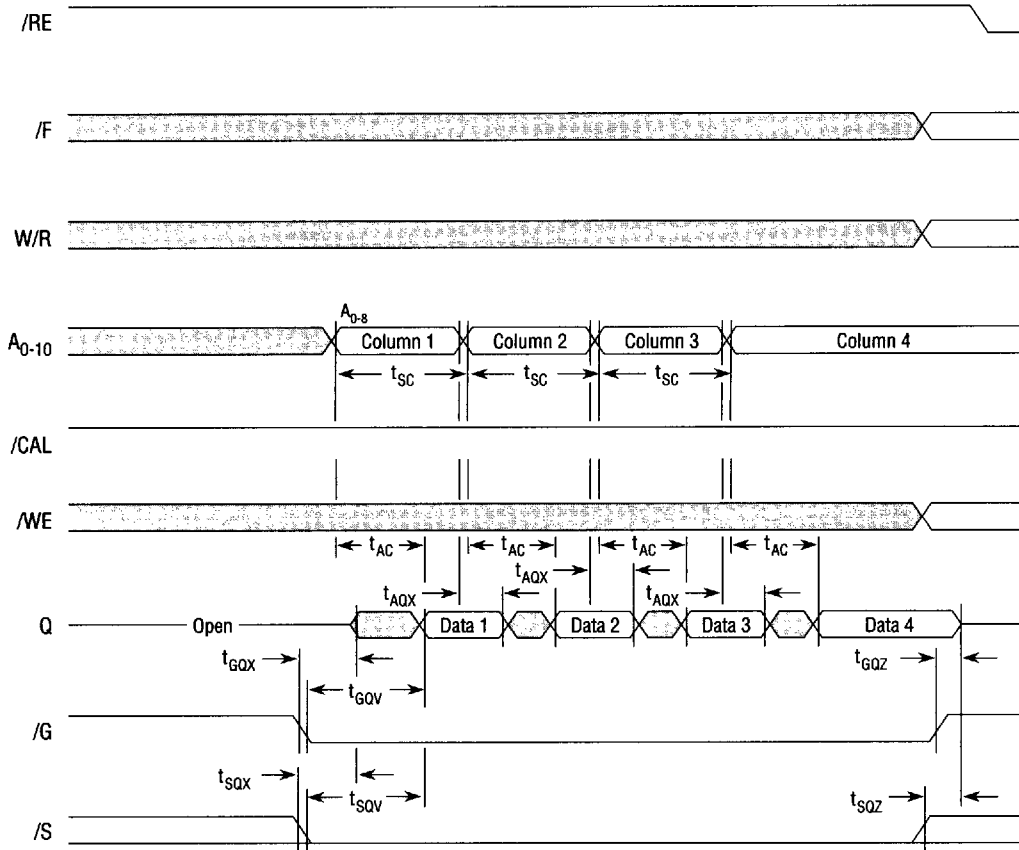 /RE
/F
W/R
A0-8
A0-10 Column 1 Column 2 Column 3 Column 4
tSC tSC tSC
/CAL
/WE
tAC tAC tAC tAC
tAQX
tAQX tAQX
Q Open Data 1 Data 2 Data 3 Data 4
tGQX tGQZ
tGQV
/G
tSQX
tSQV tSQZ
/S